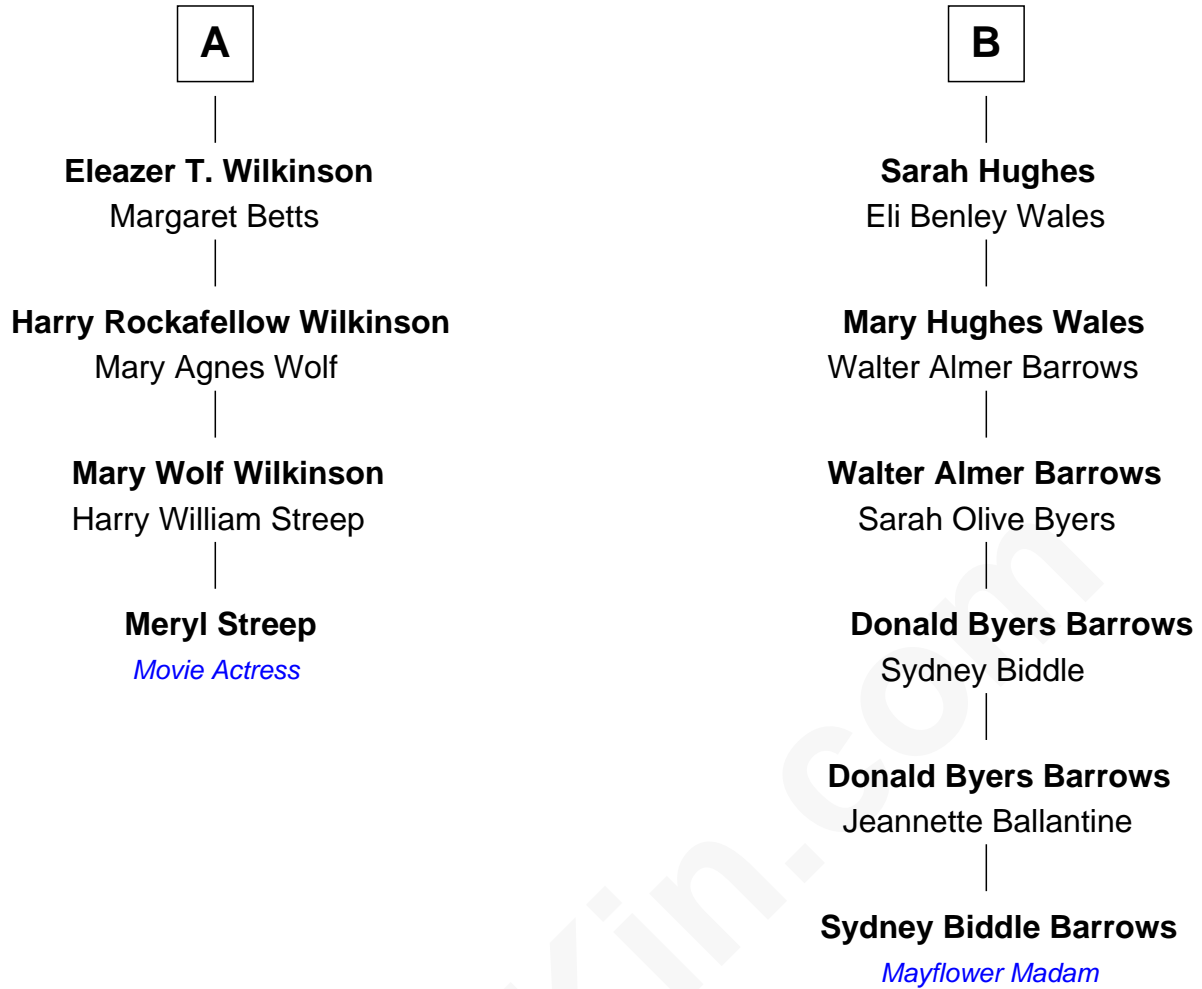 A
Eleazer T. Wilkinson
Margaret Betts
Harry Rockafellow Wilkinson
Mary Agnes Wolf
Mary Wolf Wilkinson
Harry William Streep
Meryl Streep
Movie Actress
B
Sarah Hughes
Eli Benley Wales
Mary Hughes Wales
Walter Almer Barrows
Walter Almer Barrows
Sarah Olive Byers
Donald Byers Barrows
Sydney Biddle
Donald Byers Barrows
Jeannette Ballantine
Sydney Biddle Barrows
Mayflower Madam